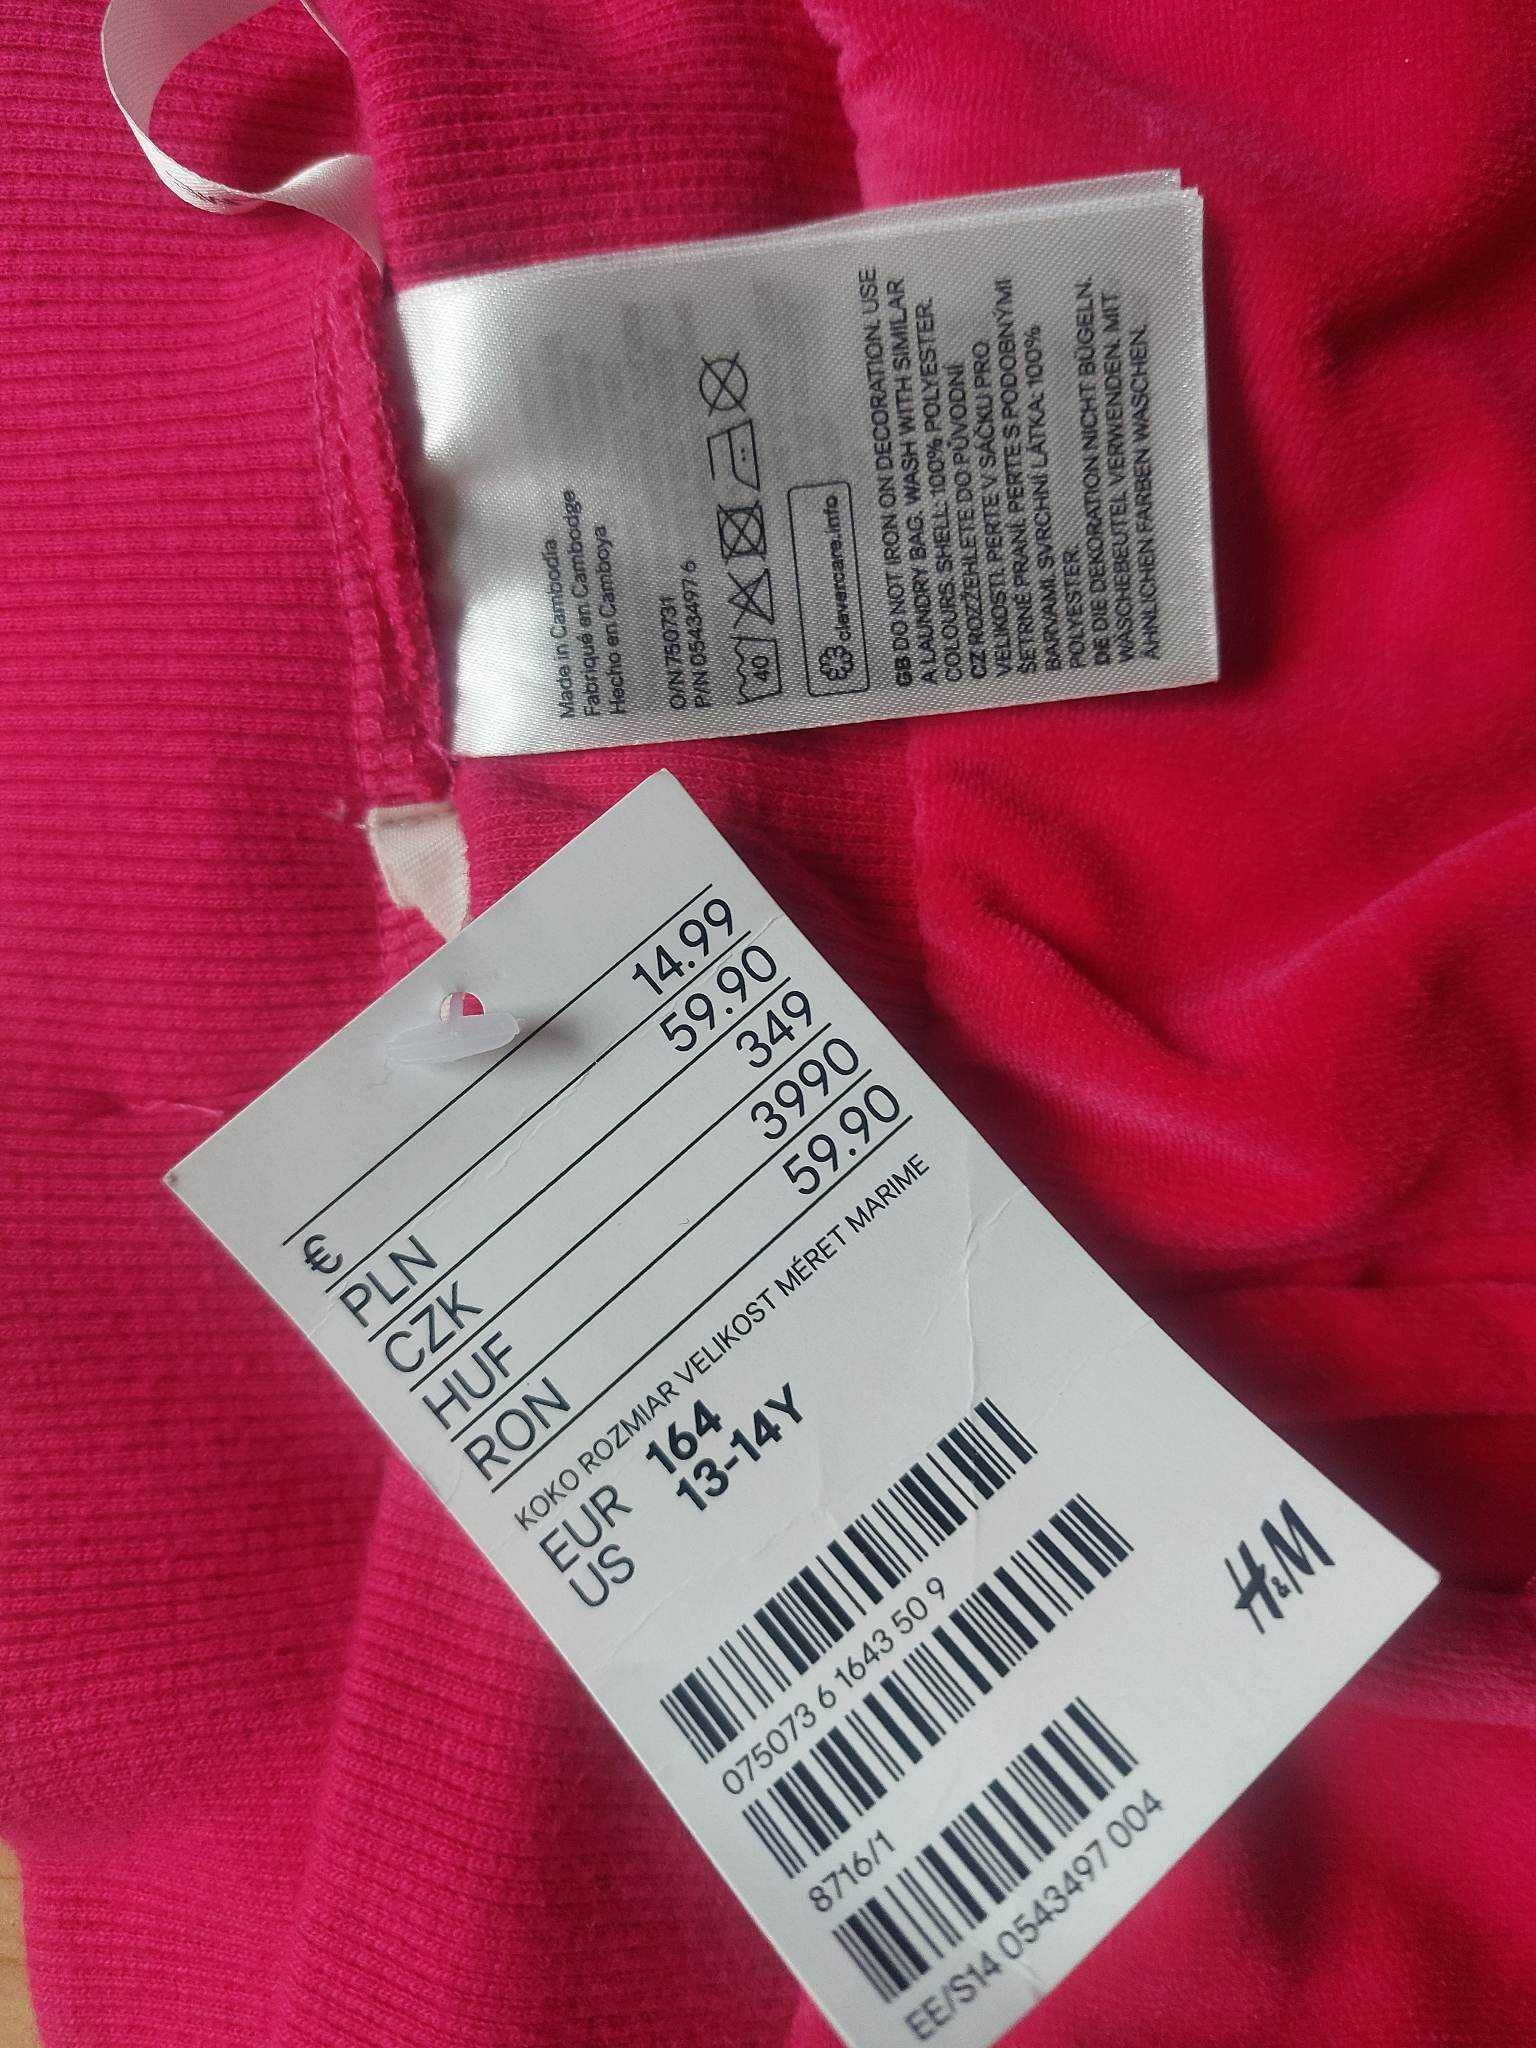 Made in Cambodia
Fabriqué en Cambodge
Hecho en Camboya
O/N 750731
P/N 05434976
40
clevercare.info
GB DO NOT IRON ON DECORATION. USE
A LAUNDRY BAG. WASH WITH SIMILAR
COLOURS. SHELL: 100% POLYESTER.
CZ ROZŽEHLETE DO PŮVODNÍ
VELIKOSTI. PERTE V SÁČKU PRO
ŠETRNÉ PRANÍ. PERTE S PODOBNÝMI
BARVAMI. SVRCHNÍ LÁTKA: 100%
POLYESTER.
DE DIE DEKORATION NICHT BÜGELN.
WÄSCHEBEUTEL VERWENDEN. MIT
ÄHNLICHEN FARBEN WASCHEN.
€ 14.99
PLN 59.90
CZK 349
HUF 3990
RON 59.90
KOKO ROZMIAR VELIKOST MÉRET MARIME
EUR 164
US 13-14Y
075073 6 1643 50 9
8716/1
EE/S14 0543497 004
H&M